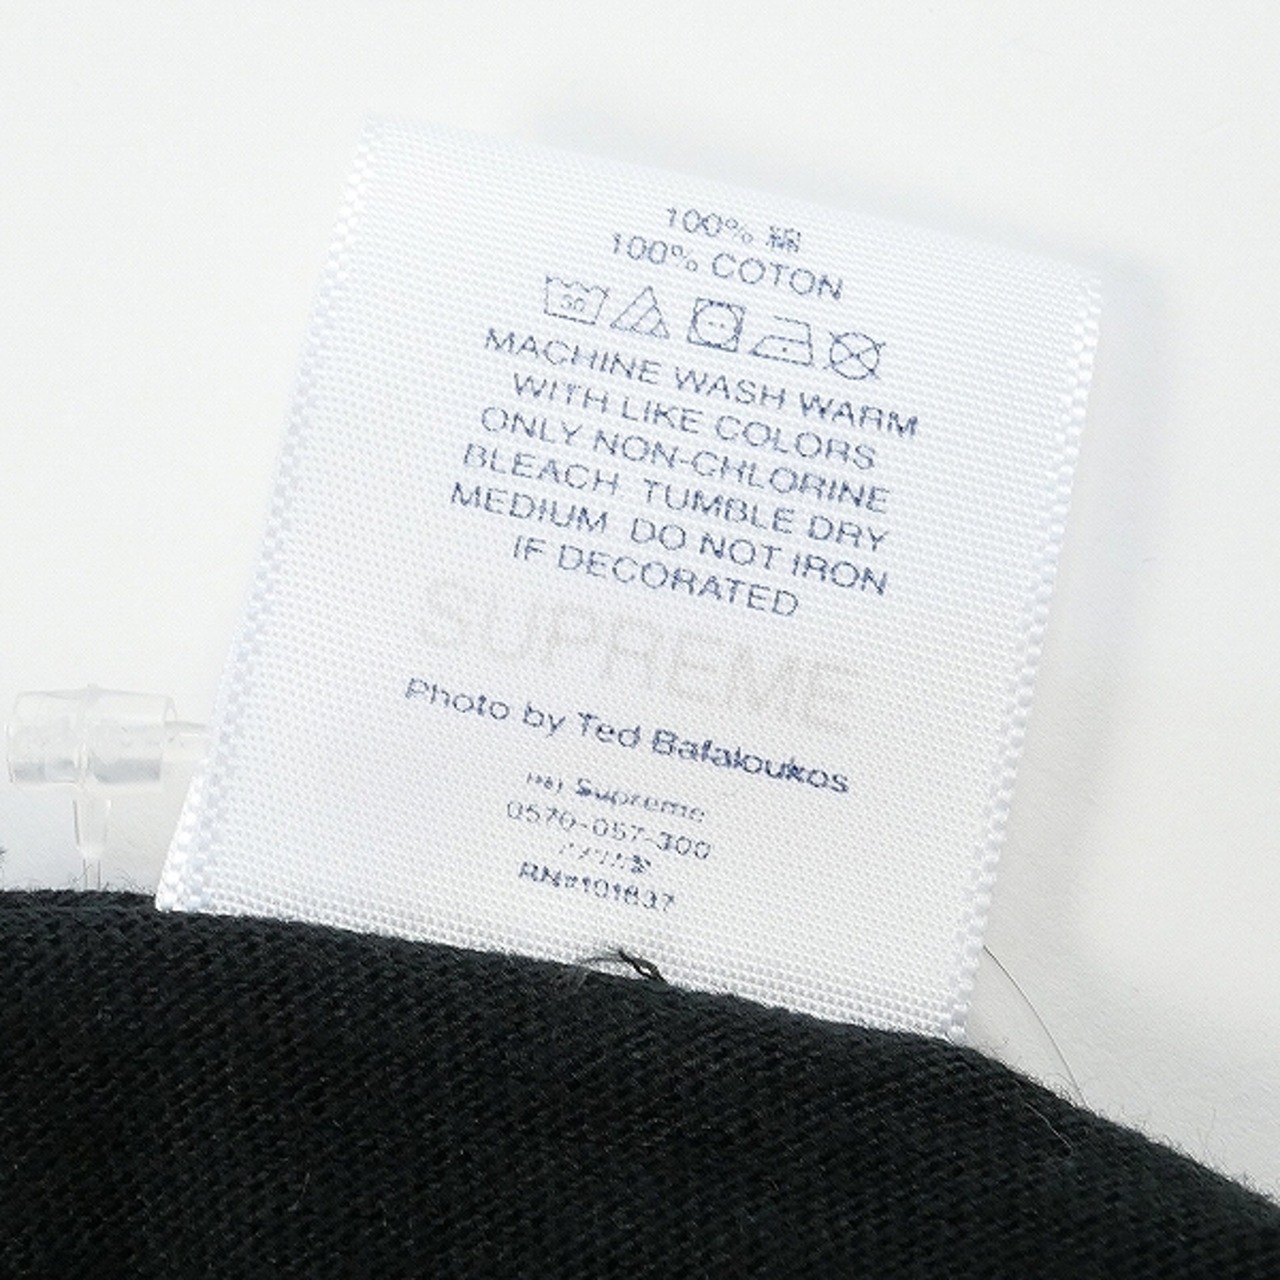 100% 綿
100% COTON
30
MACHINE WASH WARM
WITH LIKE COLORS
ONLY NON-CHLORINE
BLEACH TUMBLE DRY
MEDIUM DO NOT IRON
IF DECORATED
SUPREME
Photo by Ted Bafaloukos
Supreme
0570-057-300
RN#101837